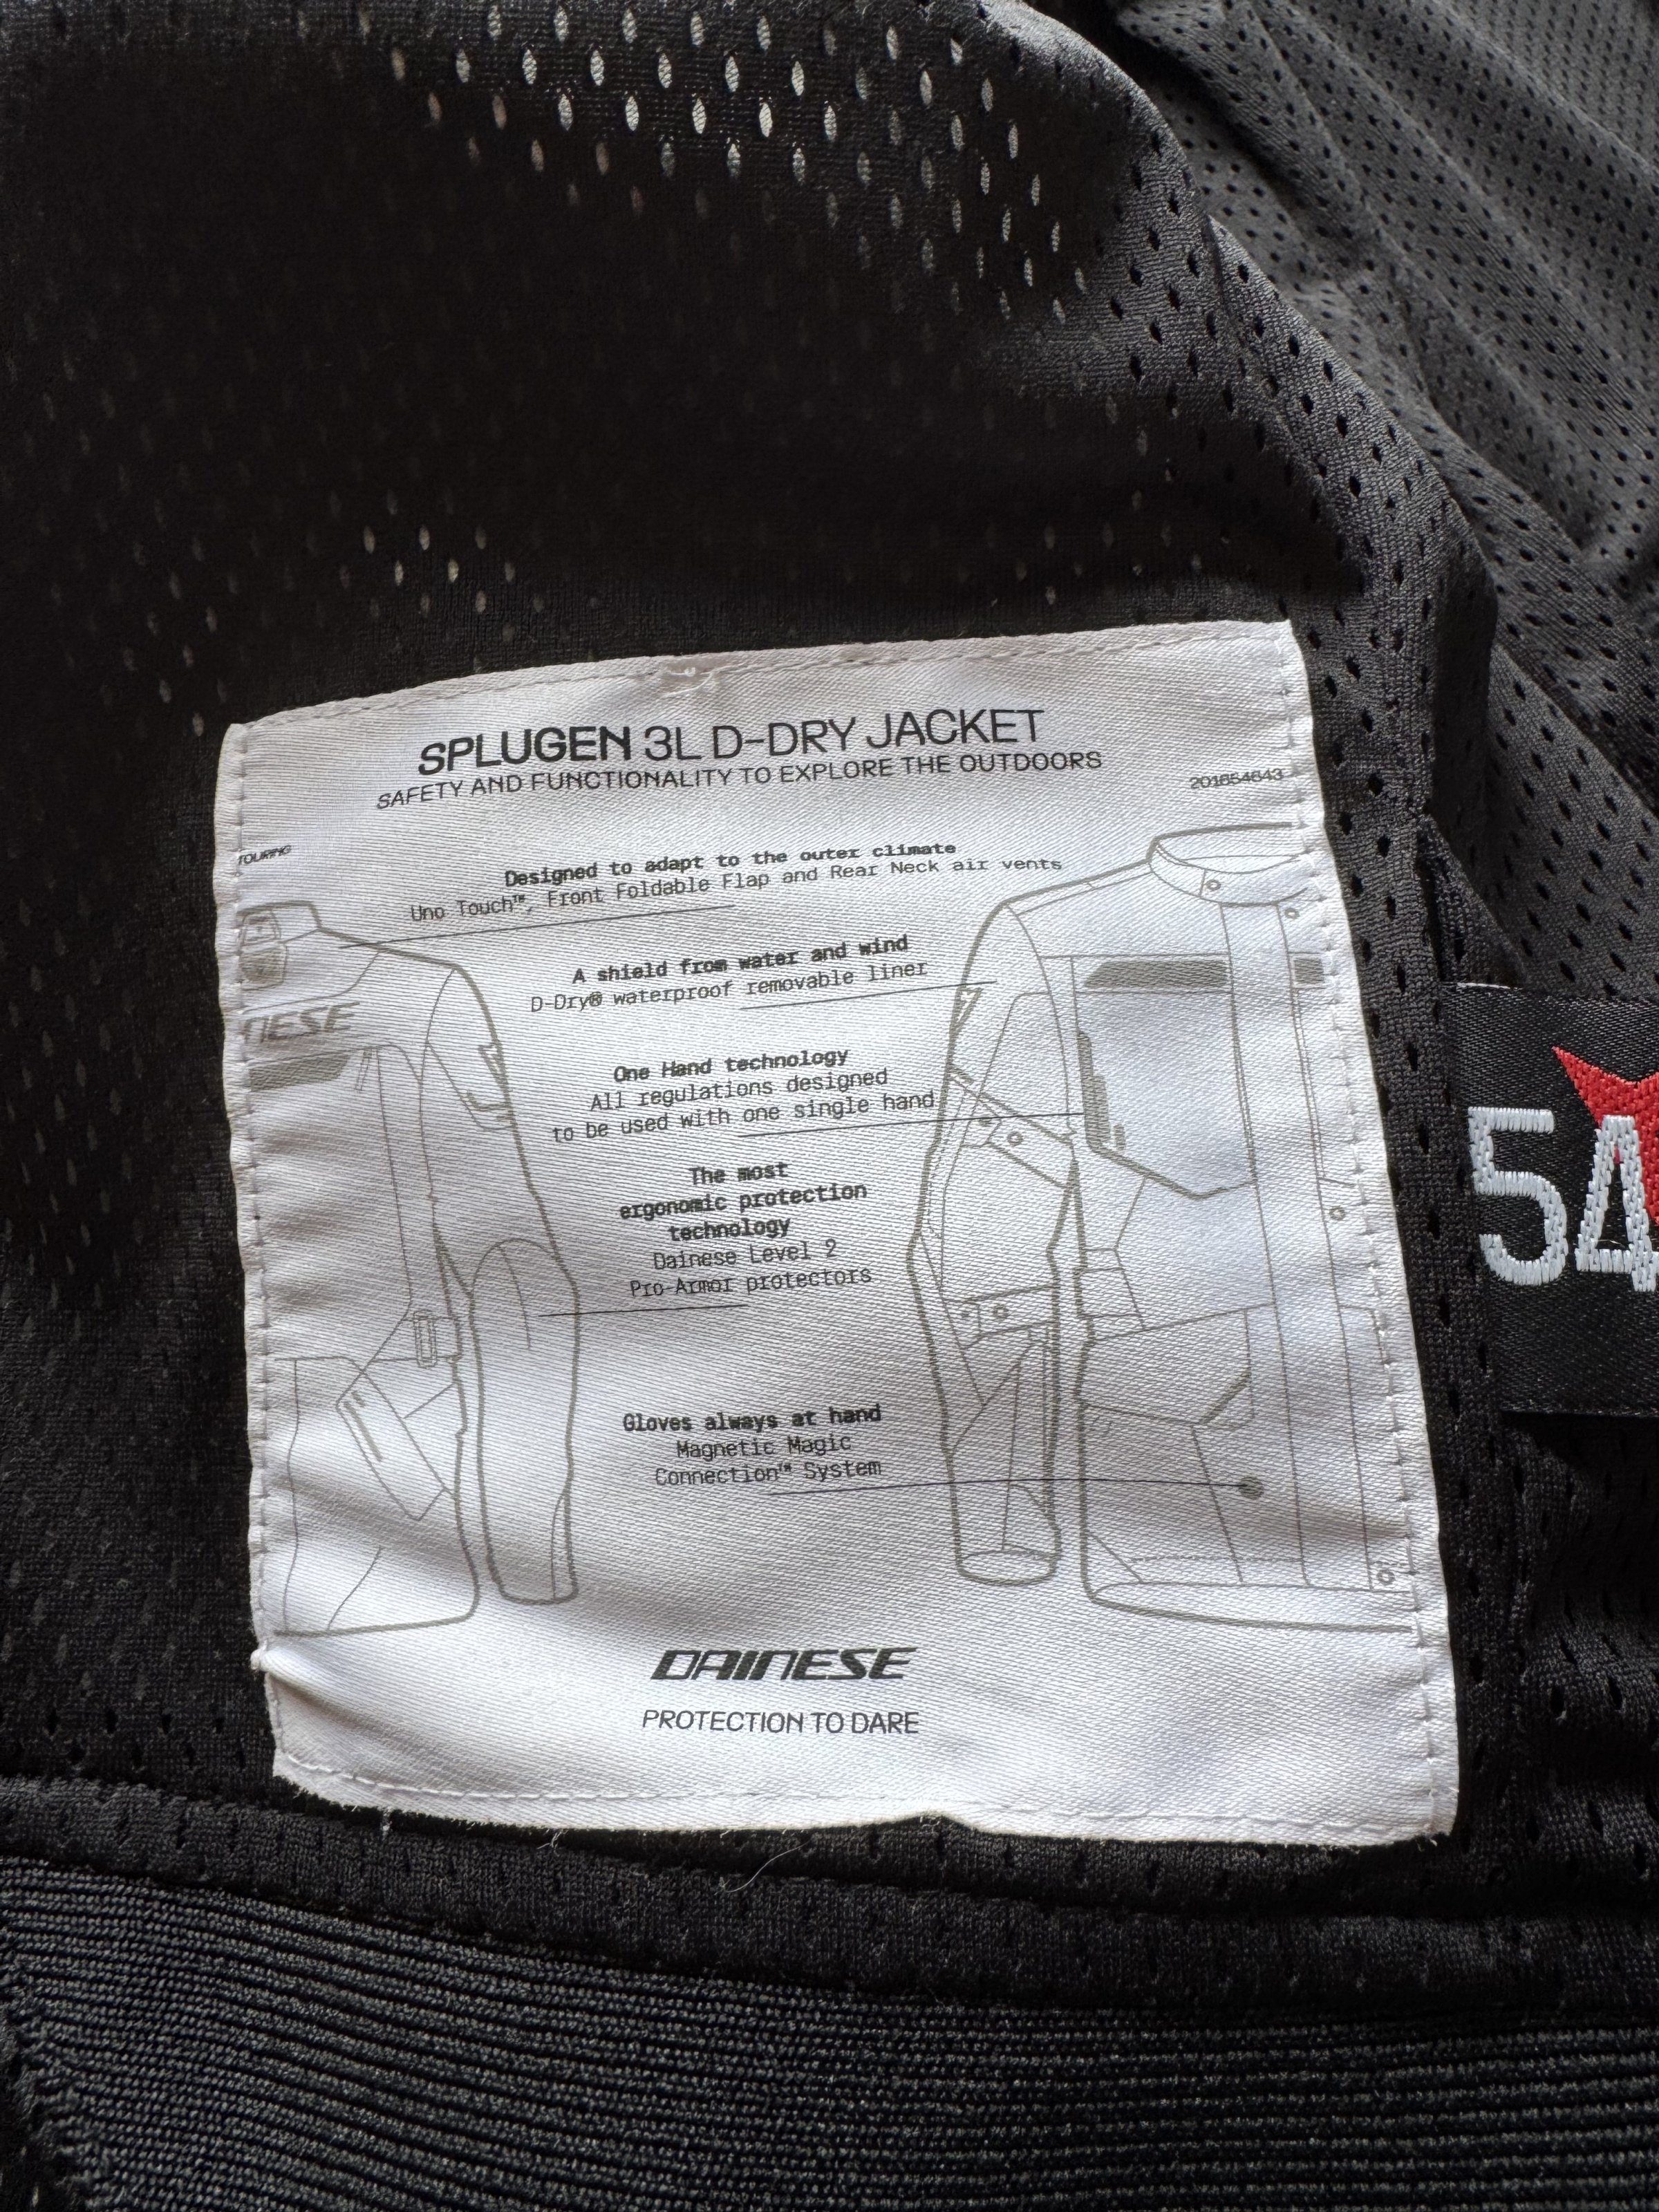 SPLUGEN 3L D-DRY JACKET
SAFETY AND FUNCTIONALITY TO EXPLORE THE OUTDOORS
201654643
TOURING
Designed to adapt to the outer climate
Uno Touch™, Front Foldable Flap and Rear Neck air vents
A shield from water and wind
D-Dry® waterproof removable liner
NESE
One Hand technology
All regulations designed
to be used with one single hand
The most
ergonomic protection
technology
Dainese Level 2
Pro-Armor protectors
54
Gloves always at hand
Magnetic Magic
Connection™ System
DAINESE
PROTECTION TO DARE